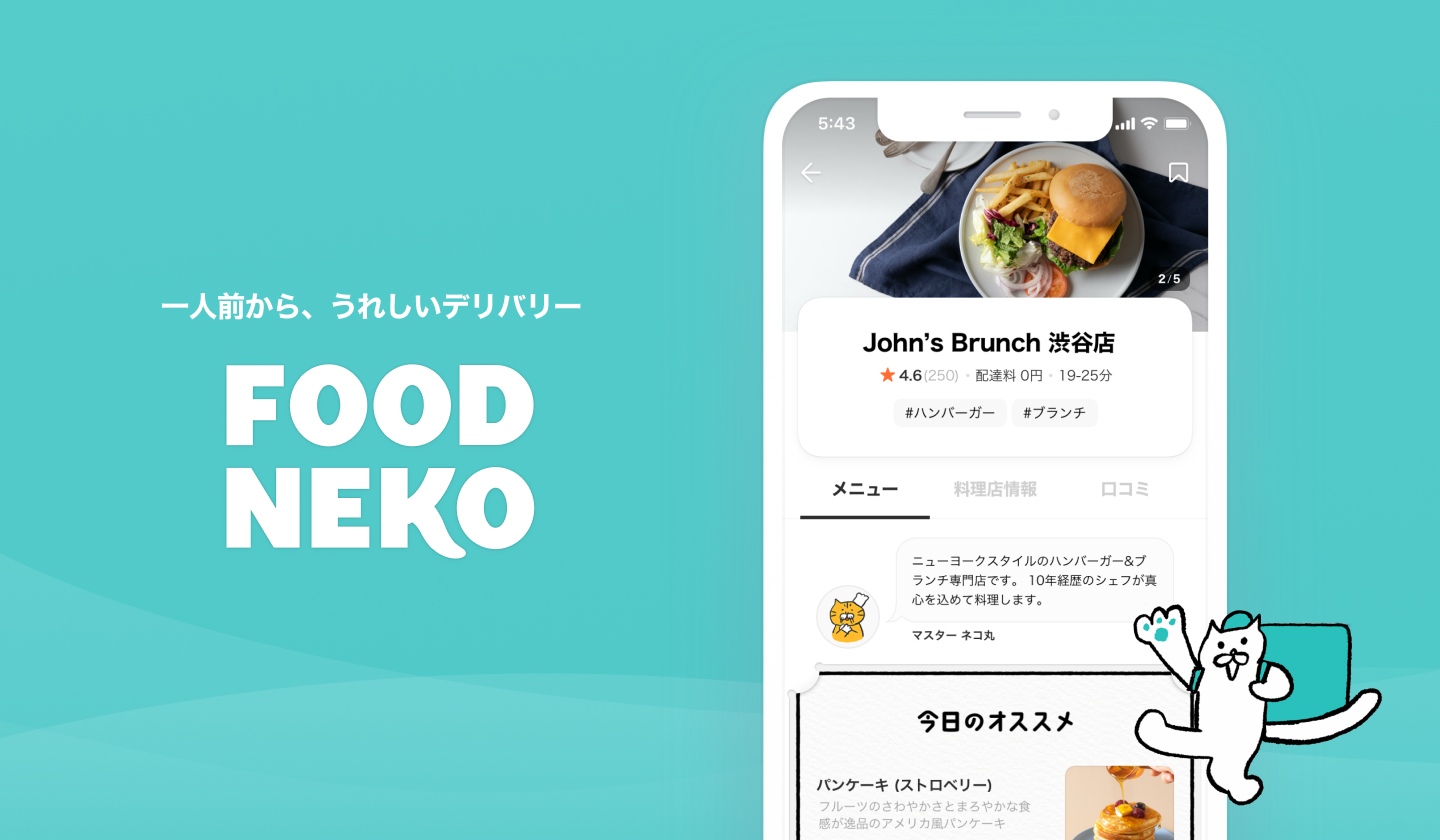 一人前から、うれしいデリバリー
FOOD
NEKO
5:43
2/5
John's Brunch 渋谷店
★ 4.6(250) • 配達料 0円 • 19-25分
#ハンバーガー #ブランチ
メニュー 料理店情報 口コミ
ニューヨークスタイルのハンバーガー&ブ
ランチ専門店です。 10年経歴のシェフが真
心を込めて料理します。
マスター ネコ丸
今日のオススメ
パンケーキ (ストロベリー)
フルーツのさわやかさとまろやかな食
感が逸品のアメリカ風パンケーキ